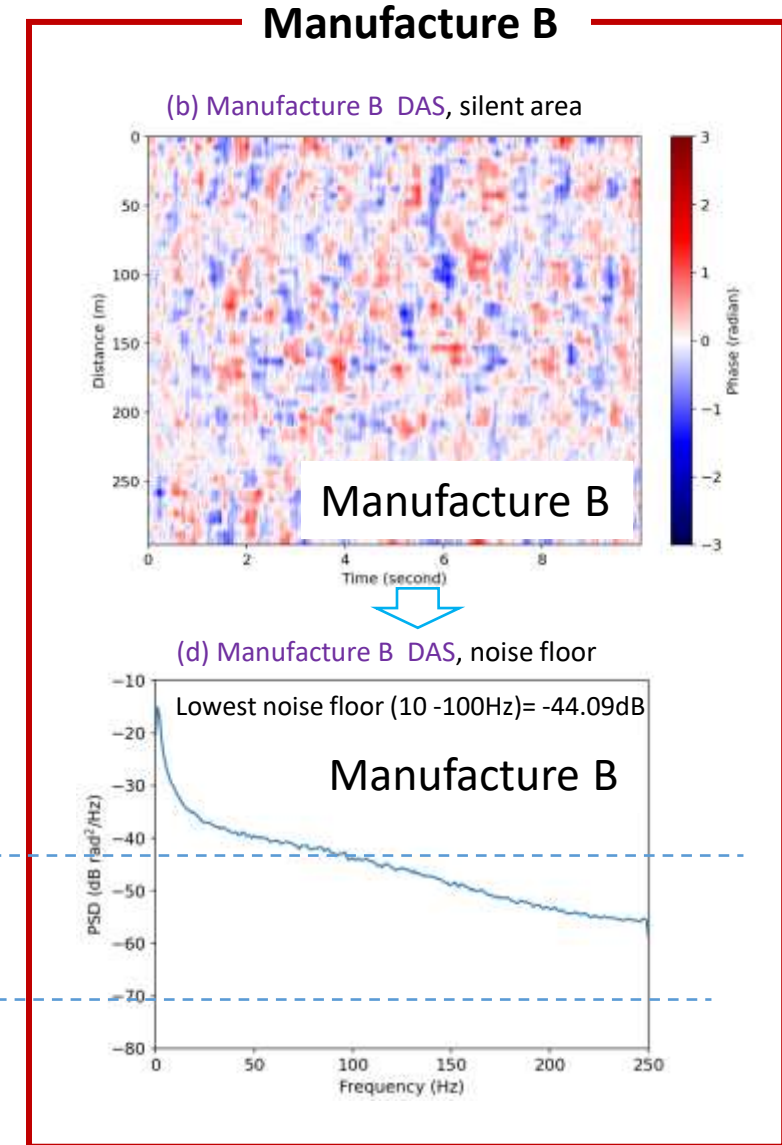 Manufacture B
(b) Manufacture B DAS, silent area
0
50
100
150
200
250
Distance (m)
Manufacture B
0 2 4 6 8
Time (second)
3
2
1
0
−1
−2
−3
Phase (radian)
(d) Manufacture B DAS, noise floor
Lowest noise floor (10 -100Hz)= -44.09dB
Manufacture B
−10
−20
−30
−40
−50
−60
−70
−80
PSD (dB rad²/Hz)
0 50 100 150 200 250
Frequency (Hz)